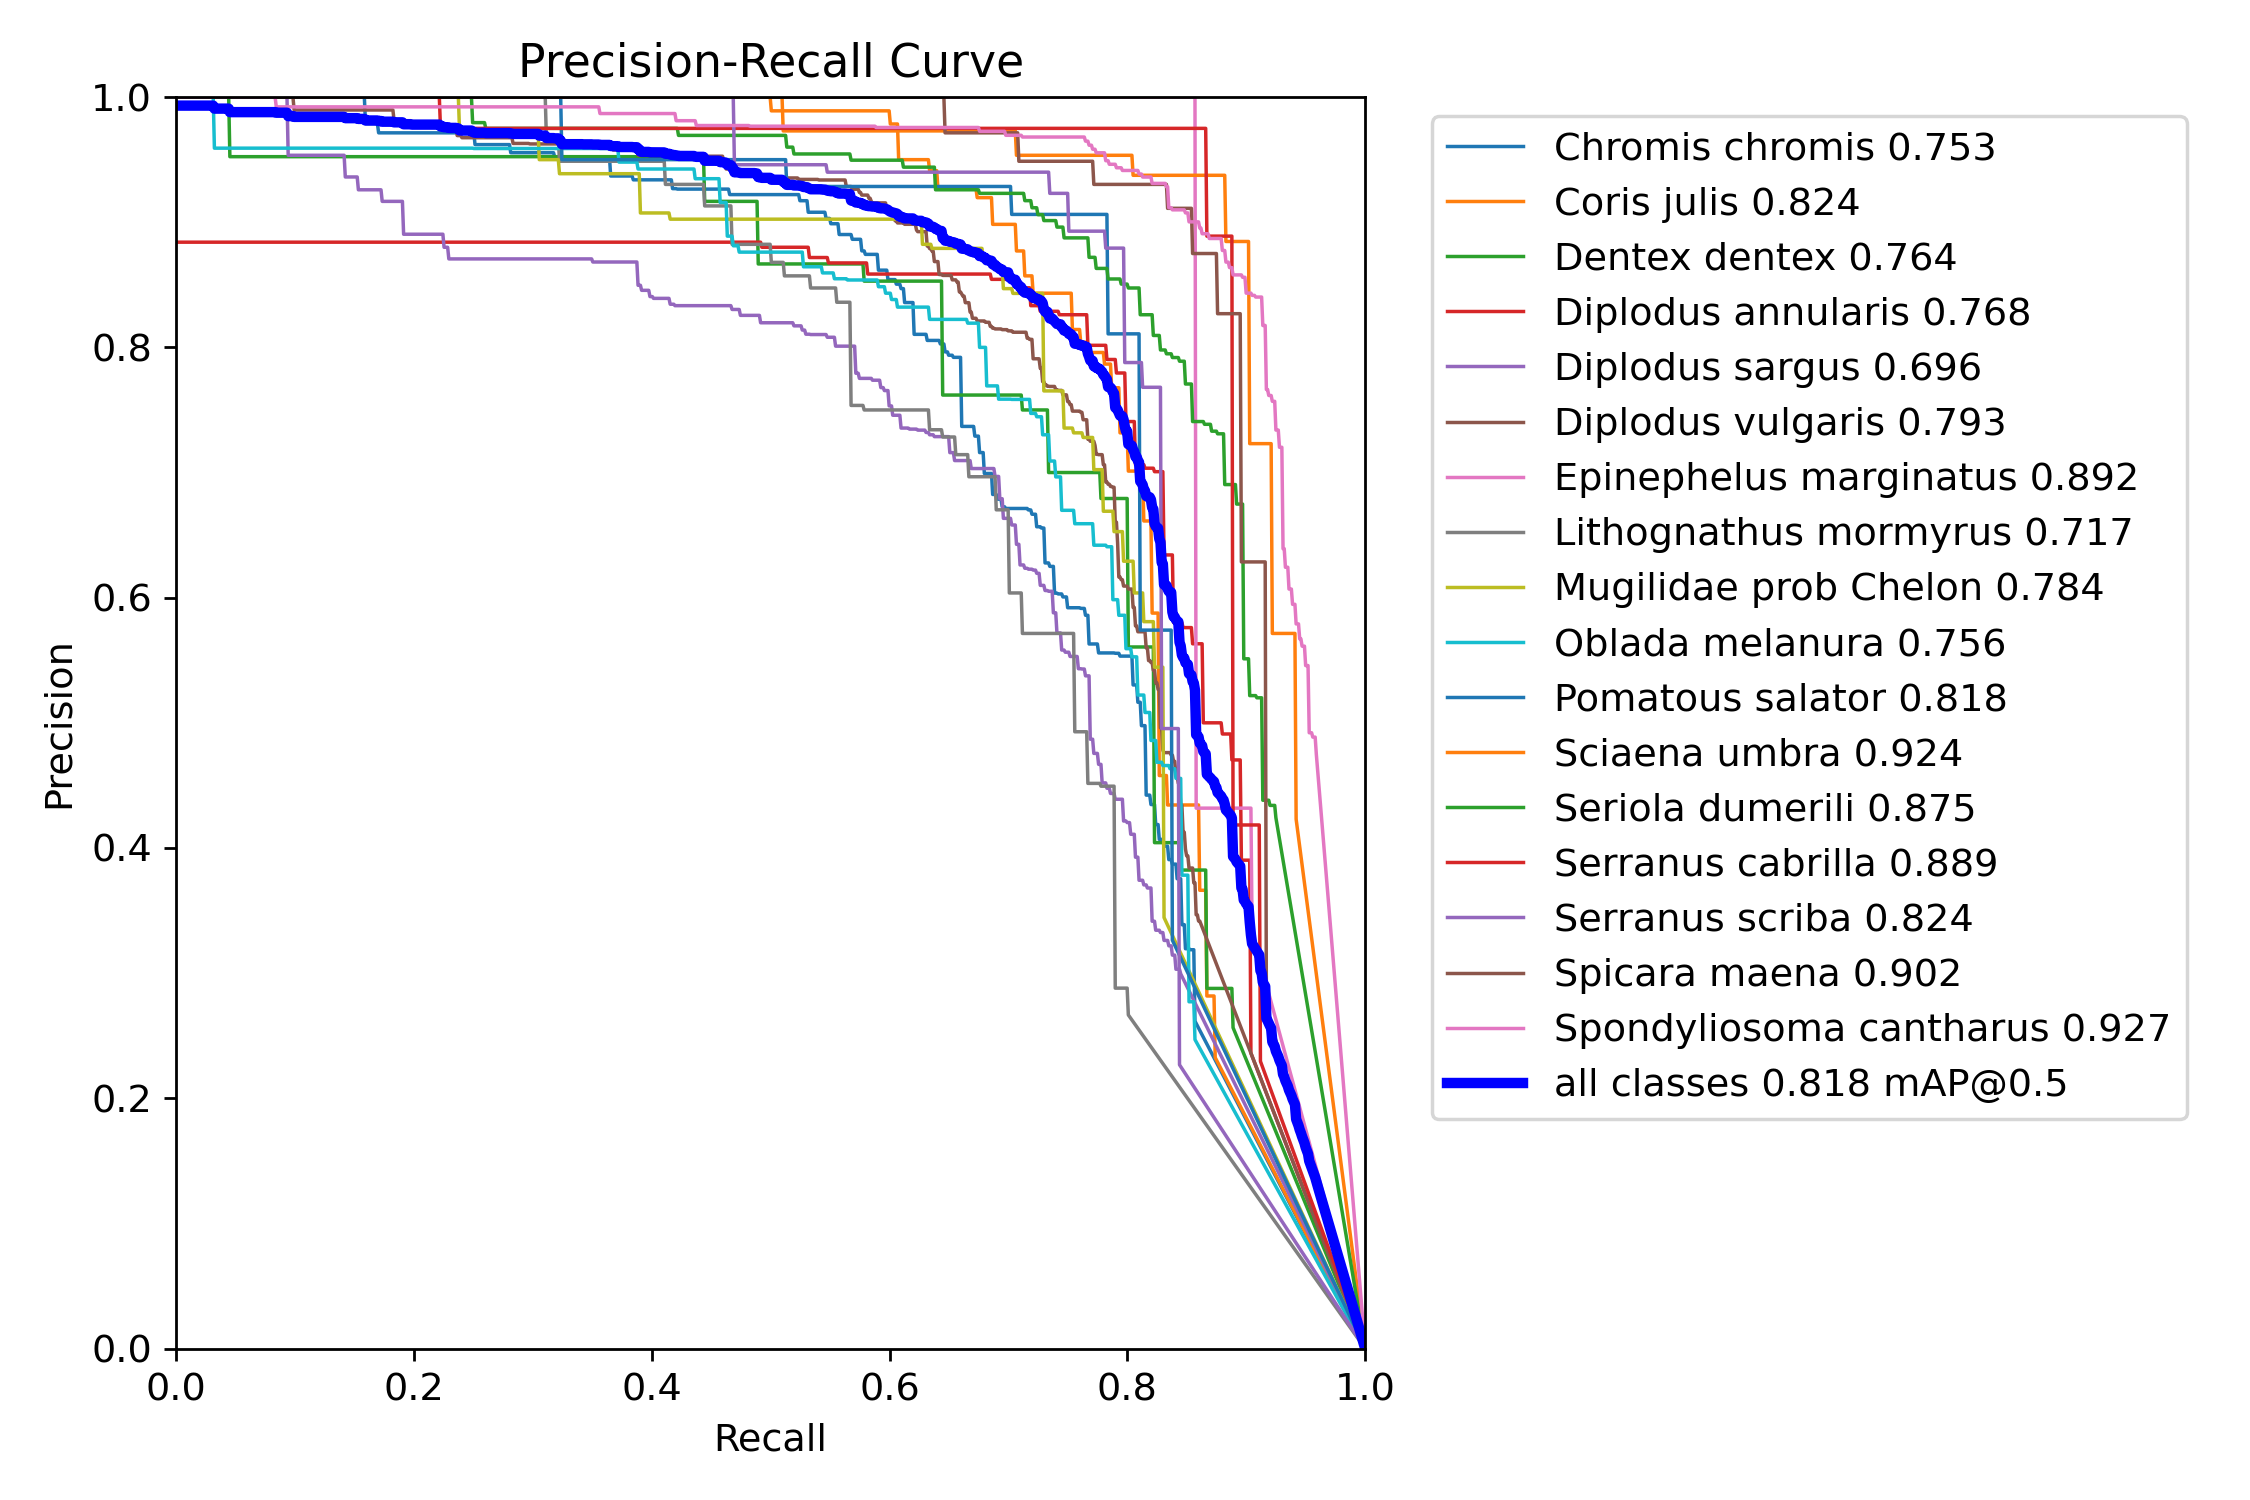 Precision-Recall Curve
1.0
0.8
0.6
0.4
0.2
0.0
Precision
0.0 0.2 0.4 0.6 0.8 1.0
Recall
Chromis chromis 0.753
Coris julis 0.824
Dentex dentex 0.764
Diplodus annularis 0.768
Diplodus sargus 0.696
Diplodus vulgaris 0.793
Epinephelus marginatus 0.892
Lithognathus mormyrus 0.717
Mugilidae prob Chelon 0.784
Oblada melanura 0.756
Pomatous salator 0.818
Sciaena umbra 0.924
Seriola dumerili 0.875
Serranus cabrilla 0.889
Serranus scriba 0.824
Spicara maena 0.902
Spondyliosoma cantharus 0.927
all classes 0.818 mAP@0.5